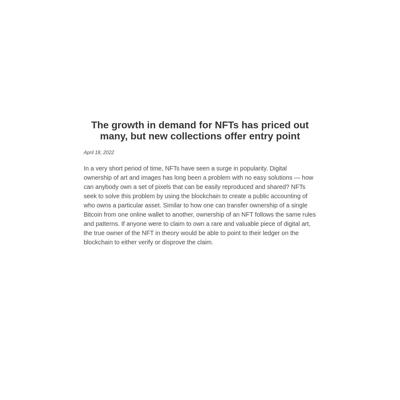 The growth in demand for NFTs has priced out
many, but new collections offer entry point
April 18, 2022
In a very short period of time, NFTs have seen a surge in popularity. Digital
ownership of art and images has long been a problem with no easy solutions — how
can anybody own a set of pixels that can be easily reproduced and shared? NFTs
seek to solve this problem by using the blockchain to create a public accounting of
who owns a particular asset. Similar to how one can transfer ownership of a single
Bitcoin from one online wallet to another, ownership of an NFT follows the same rules
and patterns. If anyone were to claim to own a rare and valuable piece of digital art,
the true owner of the NFT in theory would be able to point to their ledger on the
blockchain to either verify or disprove the claim.